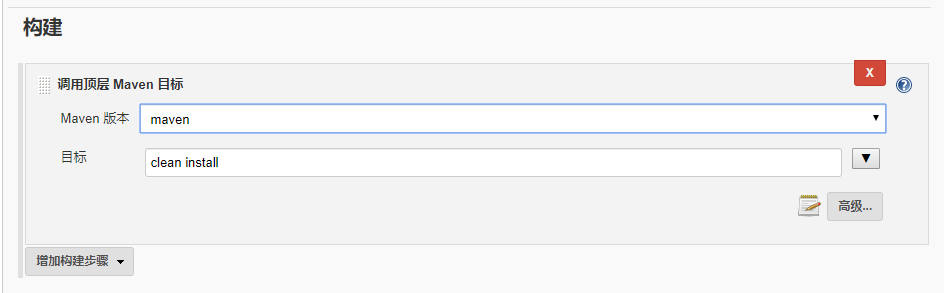 构建
调用顶层 Maven 目标
X
Maven 版本
maven
目标
clean install
高级...
增加构建步骤